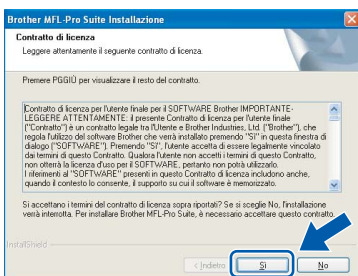 Brother MFL-Pro Suite Installazione
Contratto di licenza
Leggere attentamente il seguente contratto di licenza.
Premere PGGIÙ per visualizzare il resto del contratto.
Contratto di licenza per l'utente finale per il SOFTWARE Brother IMPORTANTE-
LEGGERE ATTENTAMENTE: il presente Contratto di licenza per l'utente finale
("Contratto") è un contratto legale tra l'Utente e Brother Industries, Ltd. ("Brother"), che
regola l'utilizzo del software Brother che verrà installato premendo "Sì" in questa finestra di
dialogo ("SOFTWARE"). Premendo "Sì", l'utente accetta di essere legalmente vincolato
dai termini di questo Contratto. Qualora l'utente non accetti i termini di questo Contratto,
non otterrà la licenza d'uso per il SOFTWARE, pertanto non potrà utilizzarlo.
I riferimenti al "SOFTWARE" presenti in questo Contratto di licenza includono anche,
quando il contesto lo consente, il supporto su cui il software è memorizzato.
Si accettano i termini del contratto di licenza sopra riportati? Se si sceglie No, l'installazione
verrà interrotta. Per installare Brother MFL-Pro Suite, è necessario accettare questo contratto.
InstallShield
< Indietro
Sì
No